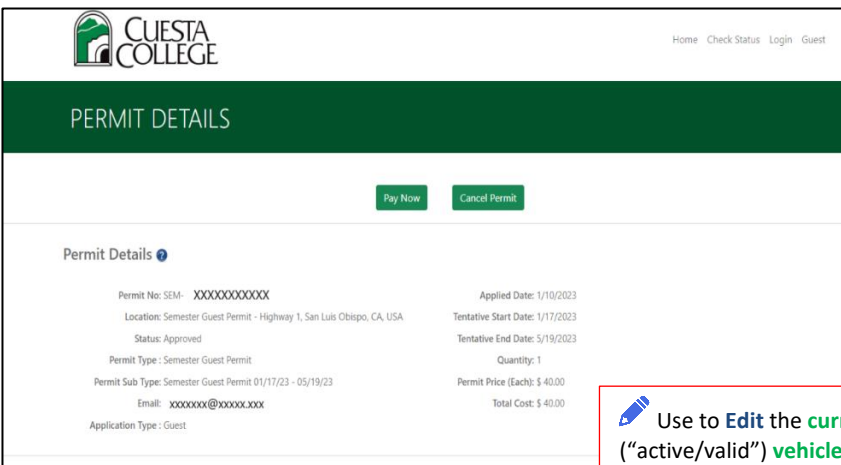 CUESTA
COLLEGE
Home Check Status Login Guest
PERMIT DETAILS
Pay Now Cancel Permit
Permit Details ?
Permit No: SEM- XXXXXXXXXXX
Location: Semester Guest Permit - Highway 1, San Luis Obispo, CA, USA
Status: Approved
Permit Type : Semester Guest Permit
Permit Sub Type: Semester Guest Permit 01/17/23 - 05/19/23
Email: xxxxxxx@xxxxx.xxx
Application Type : Guest
Applied Date: 1/10/2023
Tentative Start Date: 1/17/2023
Tentative End Date: 5/19/2023
Quantity: 1
Permit Price (Each): $ 40.00
Total Cost: $ 40.00
Use to Edit the
("active/valid") vehicle